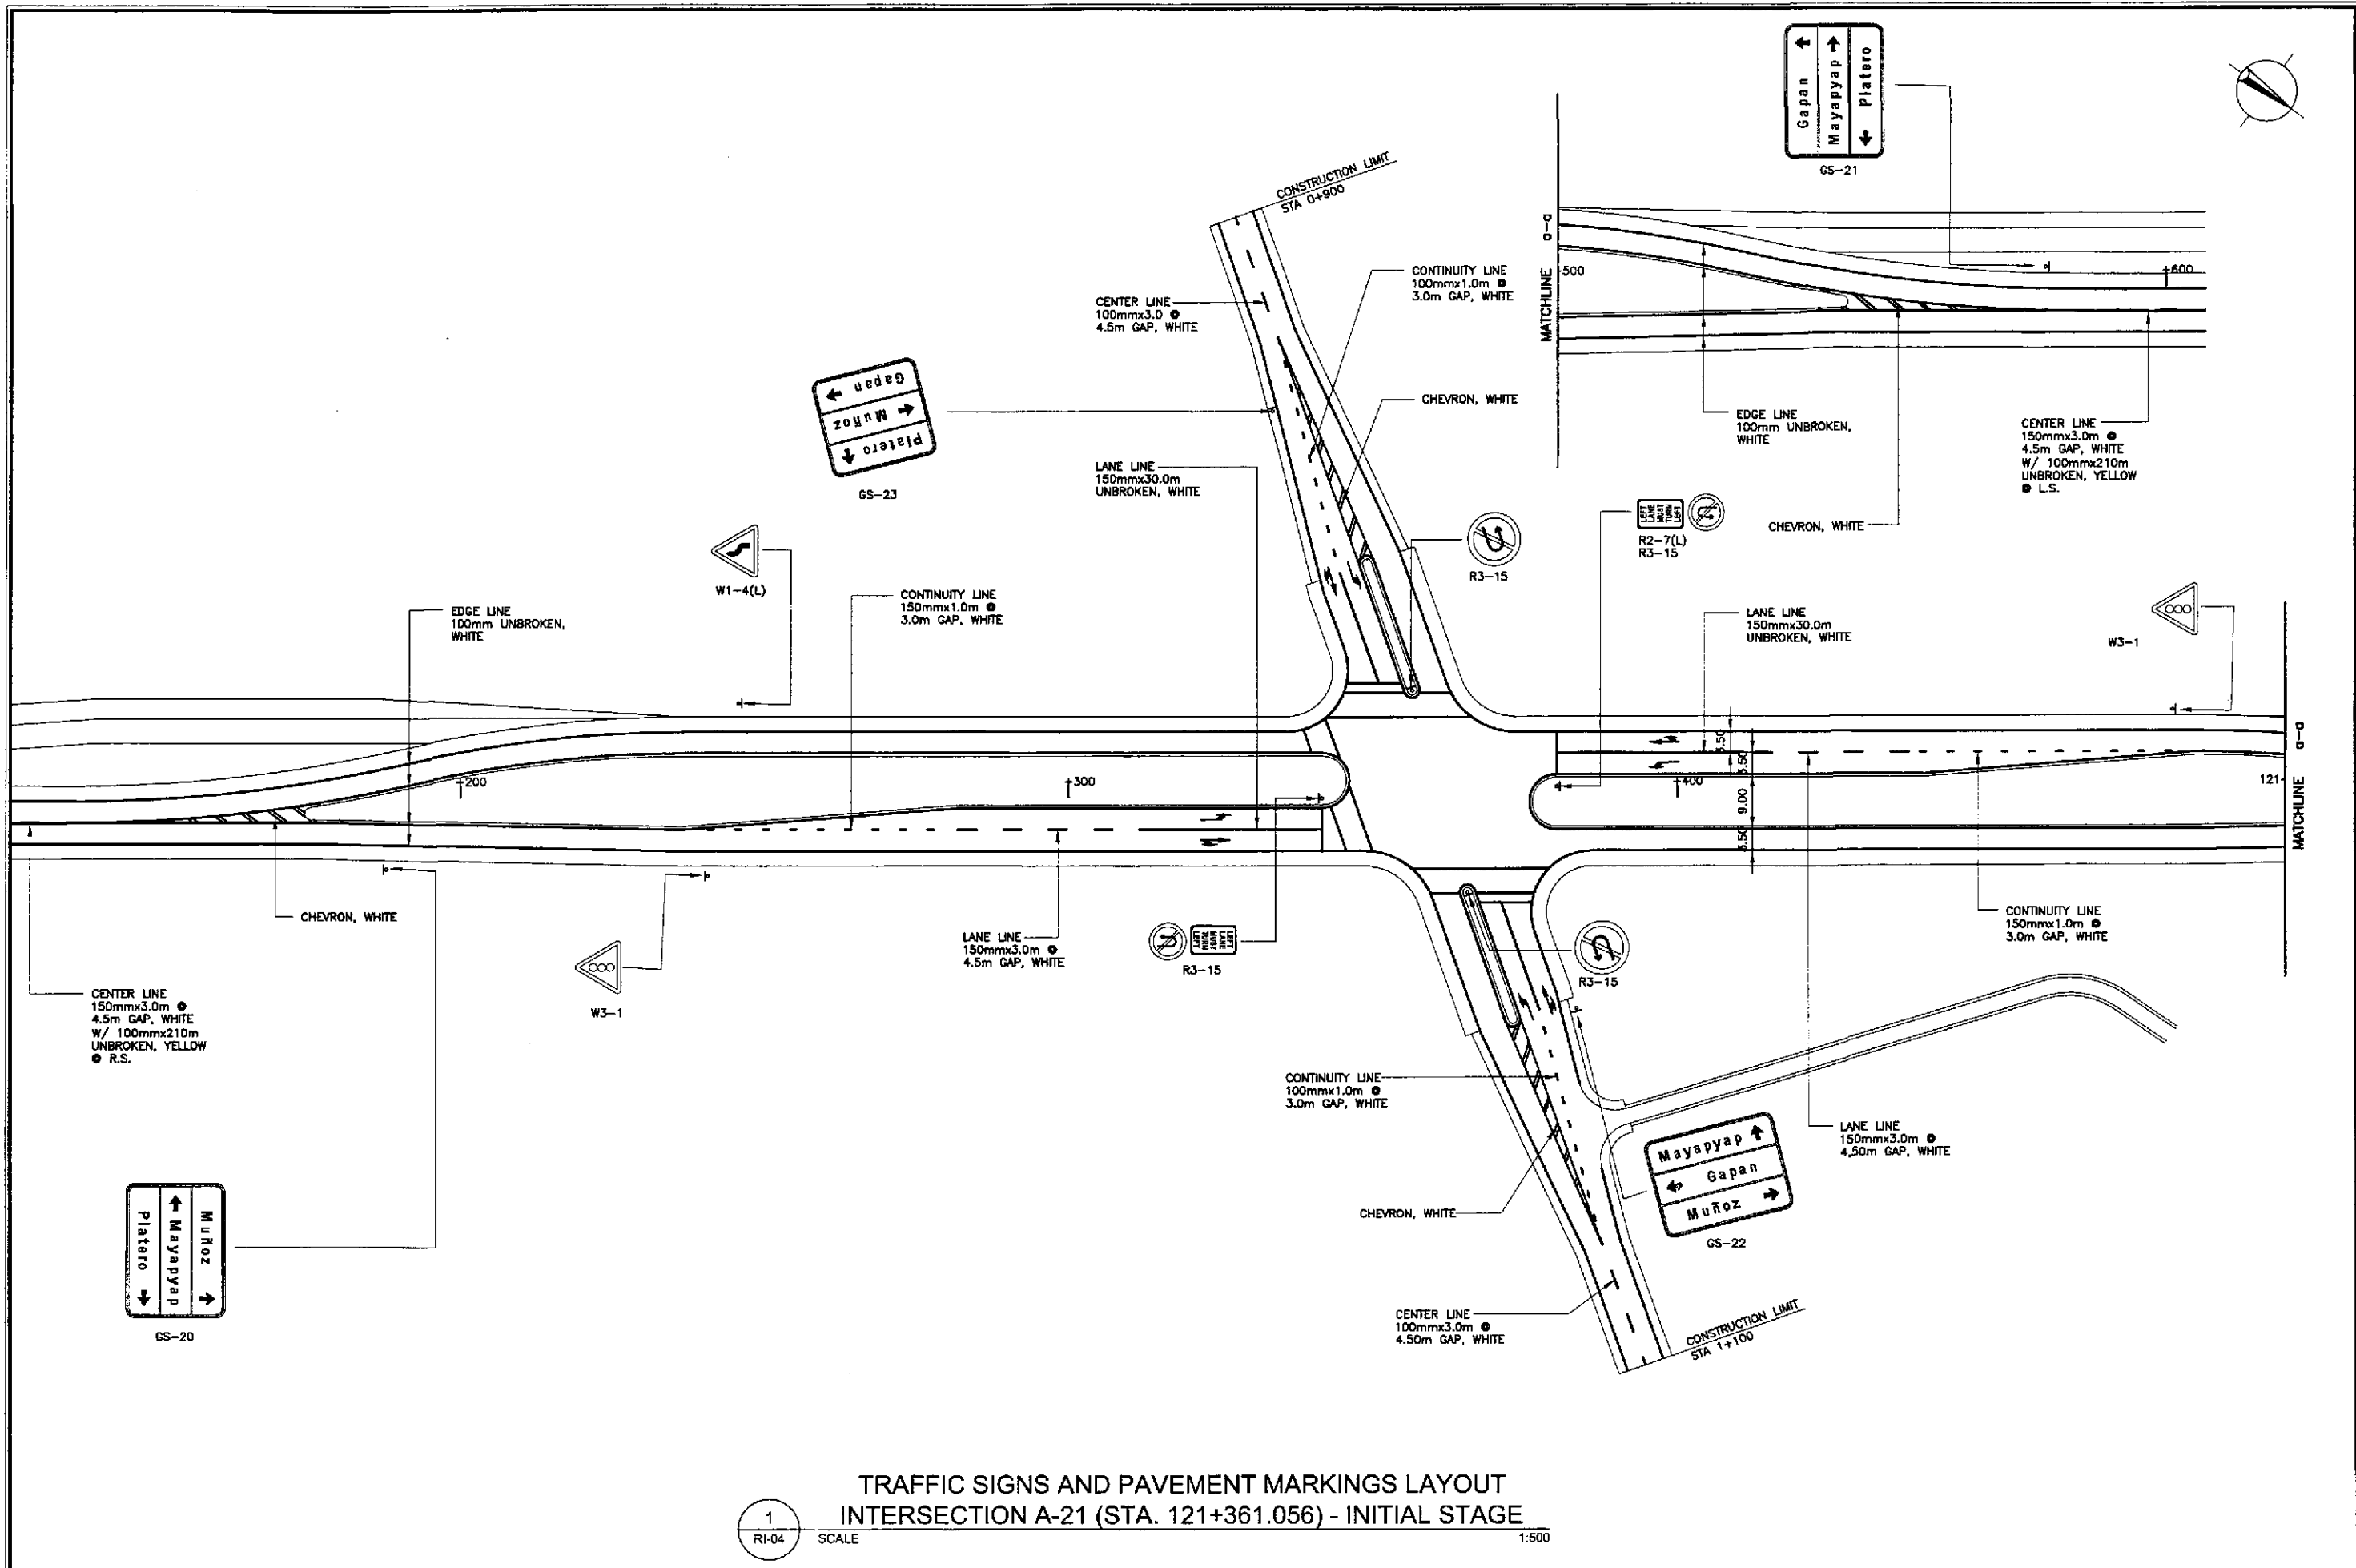 Gapan
Mayapyap
Platero
GS-21
CONSTRUCTION LIMIT
STA 0+900
CENTER LINE
100mmx3.0 @
4.5m GAP, WHITE
CONTINUITY LINE
100mmx1.0m @
3.0m GAP, WHITE
CHEVRON, WHITE
a-a
MATCHLINE
500
600
EDGE LINE
100mm UNBROKEN,
WHITE
CENTER LINE
150mmx3.0m @
4.5m GAP, WHITE
W/ 100mmx210m
UNBROKEN, YELLOW
@ L.S.
CHEVRON, WHITE
Gapan
Muñoz
Platero
GS-23
LANE LINE
150mmx30.0m
UNBROKEN, WHITE
R3-15
LEFT
LANE
MUST
TURN
LEFT
R2-7(L)
R3-15
W1-4(L)
EDGE LINE
100mm UNBROKEN,
WHITE
CONTINUITY LINE
150mmx1.0m @
3.0m GAP, WHITE
LANE LINE
150mmx30.0m
UNBROKEN, WHITE
W3-1
200
300
400
3.50
3.50
9.00
3.50
121
a-a
MATCHLINE
CHEVRON, WHITE
W3-1
LANE LINE
150mmx3.0m @
4.5m GAP, WHITE
LEFT
LANE
MUST
TURN
LEFT
R3-15
R3-15
CONTINUITY LINE
150mmx1.0m @
3.0m GAP, WHITE
CENTER LINE
150mmx3.0m @
4.5m GAP, WHITE
W/ 100mmx210m
UNBROKEN, YELLOW
@ R.S.
CONTINUITY LINE
100mmx1.0m @
3.0m GAP, WHITE
LANE LINE
150mmx3.0m @
4.50m GAP, WHITE
Mayapyap
Gapan
Muñoz
GS-22
CHEVRON, WHITE
Muñoz
Mayapyap
Platero
GS-20
CENTER LINE
100mmx3.0m @
4.50m GAP, WHITE
CONSTRUCTION LIMIT
STA 1+100
TRAFFIC SIGNS AND PAVEMENT MARKINGS LAYOUT
INTERSECTION A-21 (STA. 121+361.056) - INITIAL STAGE
1
RI-04
SCALE
1:500